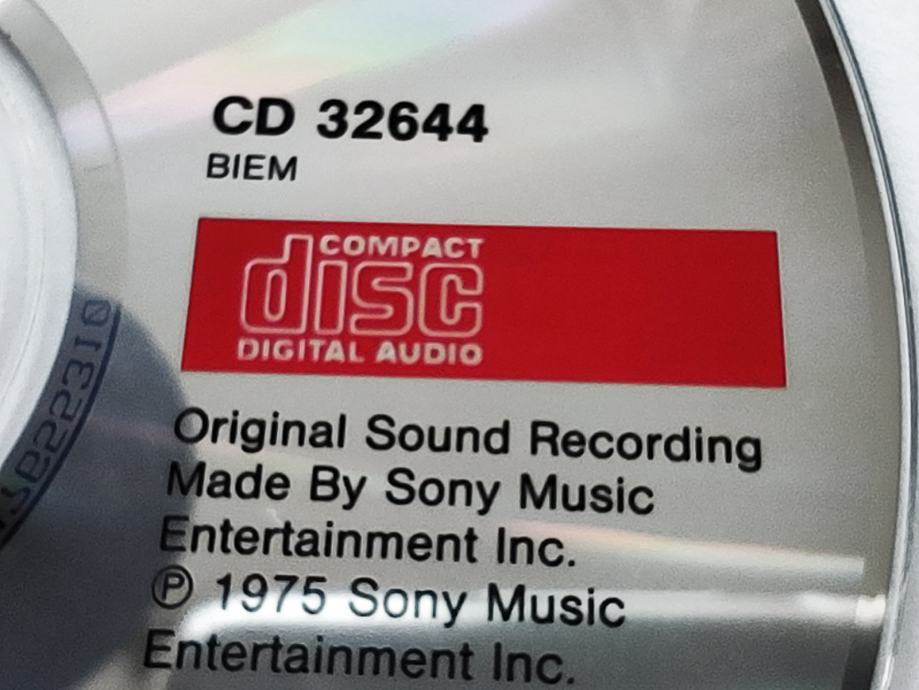 CD 32644
BIEM
COMPACT
disc
DIGITAL AUDIO
Original Sound Recording
Made By Sony Music
Entertainment Inc.
℗ 1975 Sony Music
Entertainment Inc.